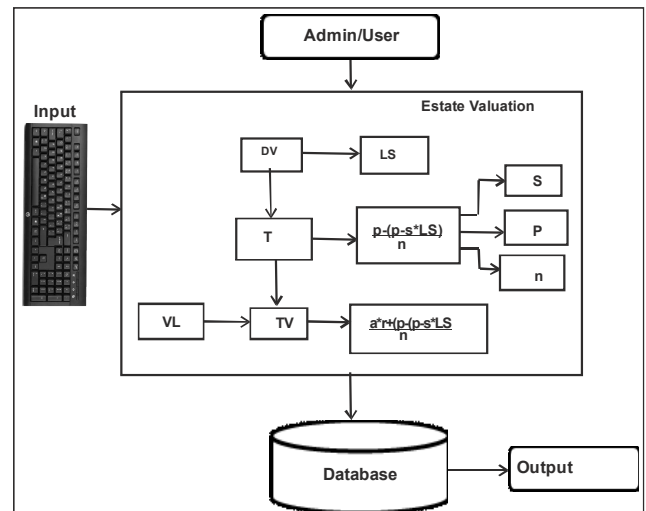 Admin/User
Estate Valuation
Input
DV
LS
S
T
p-(p-s*LS)
n
P
n
VL
TV
a*r+(p-(p-s*LS
n
Database
Output